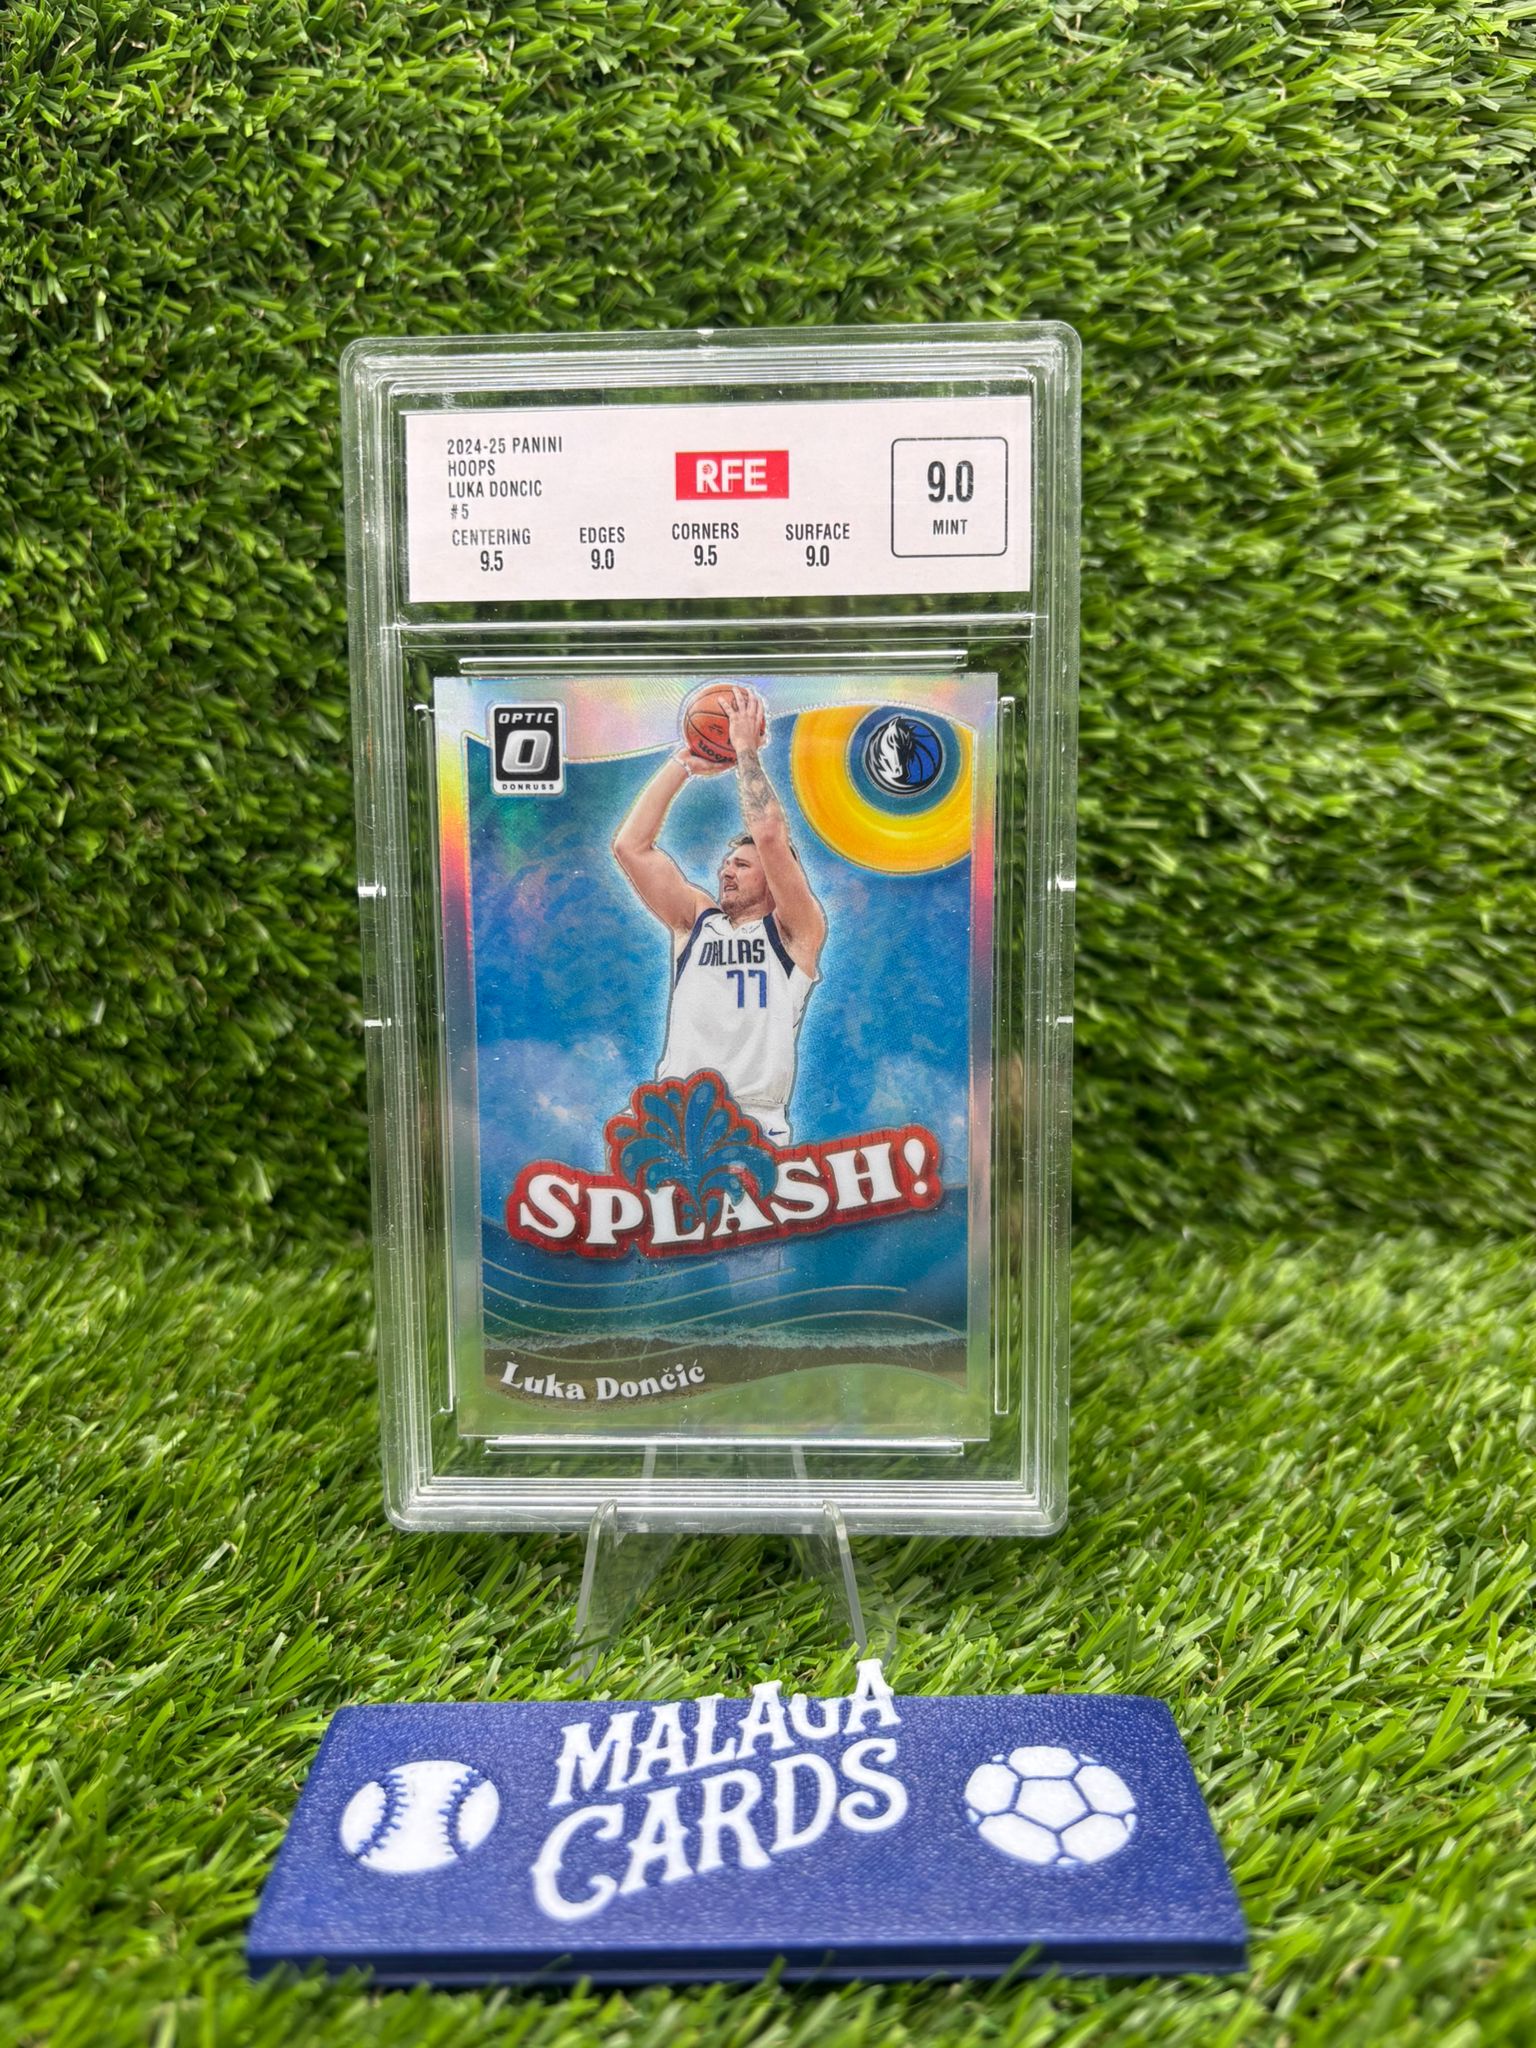 2024-25 PANINI
HOOPS
LUKA DONCIC
#5
RFE
9.0
MINT
CENTERING EDGES CORNERS SURFACE
9.5 9.0 9.5 9.0
OPTIC
DONRUSS
DALLAS
77
SPLASH!
Luka Dončić
MALAGA
CARDS